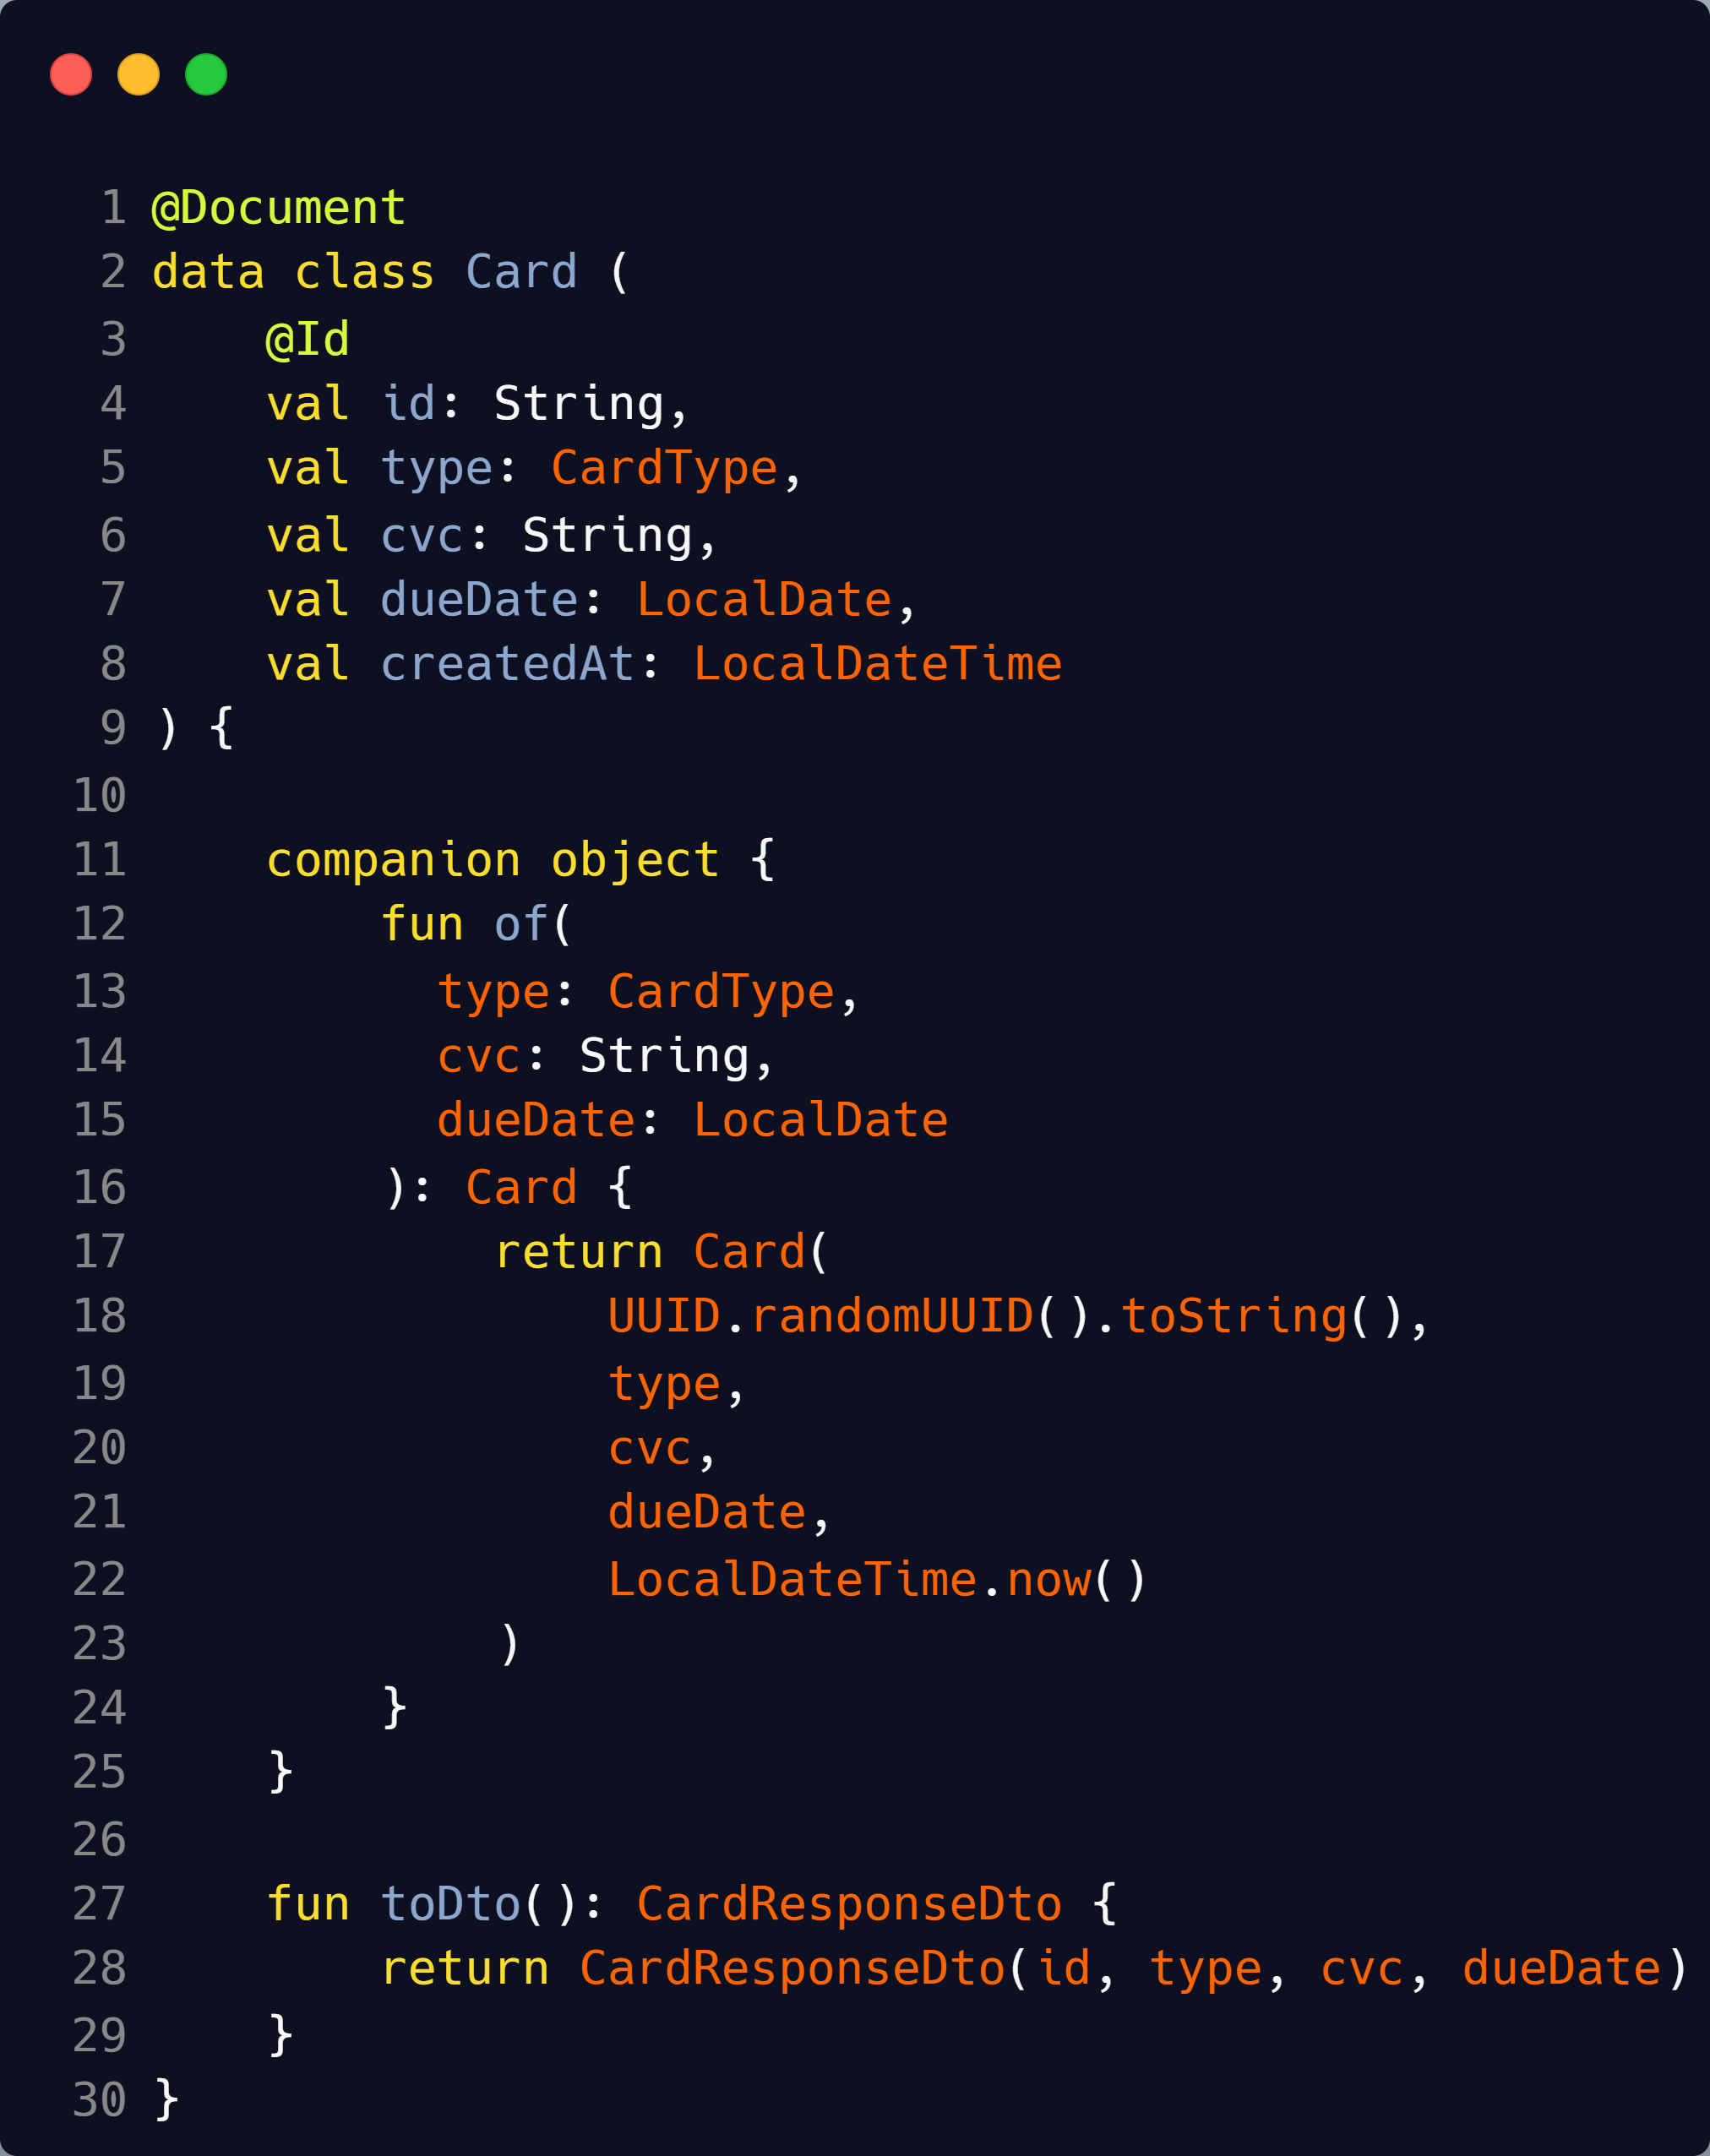 1 @Document
2 data class Card (
3     @Id
4     val id: String,
5     val type: CardType,
6     val cvc: String,
7     val dueDate: LocalDate,
8     val createdAt: LocalDateTime
9 ) {
10
11     companion object {
12         fun of(
13           type: CardType,
14           cvc: String,
15           dueDate: LocalDate
16         ): Card {
17             return Card(
18                 UUID.randomUUID().toString(),
19                 type,
20                 cvc,
21                 dueDate,
22                 LocalDateTime.now()
23             )
24         }
25     }
26
27     fun toDto(): CardResponseDto {
28         return CardResponseDto(id, type, cvc, dueDate)
29     }
30 }